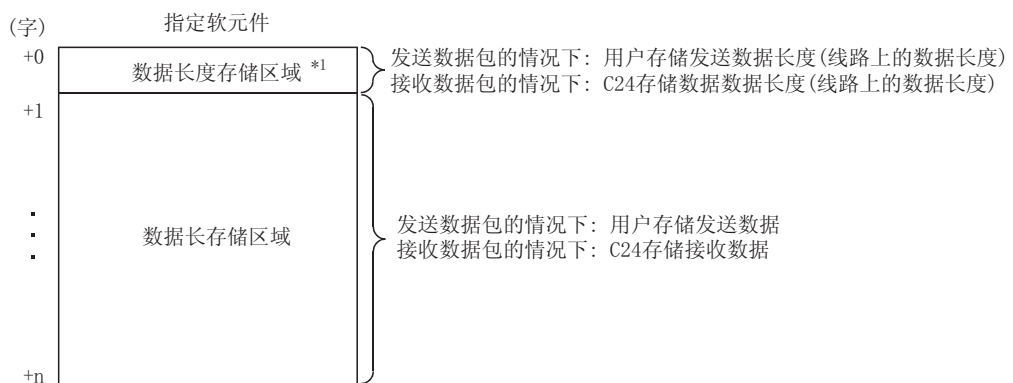 (字)
指定软元件
+0
数据长度存储区域 *1
发送数据包的情况下: 用户存储发送数据长度(线路上的数据长度)
接收数据包的情况下: C24存储数据数据长度(线路上的数据长度)
+1
数据长存储区域
发送数据包的情况下: 用户存储发送数据
接收数据包的情况下: C24存储接收数据
+n